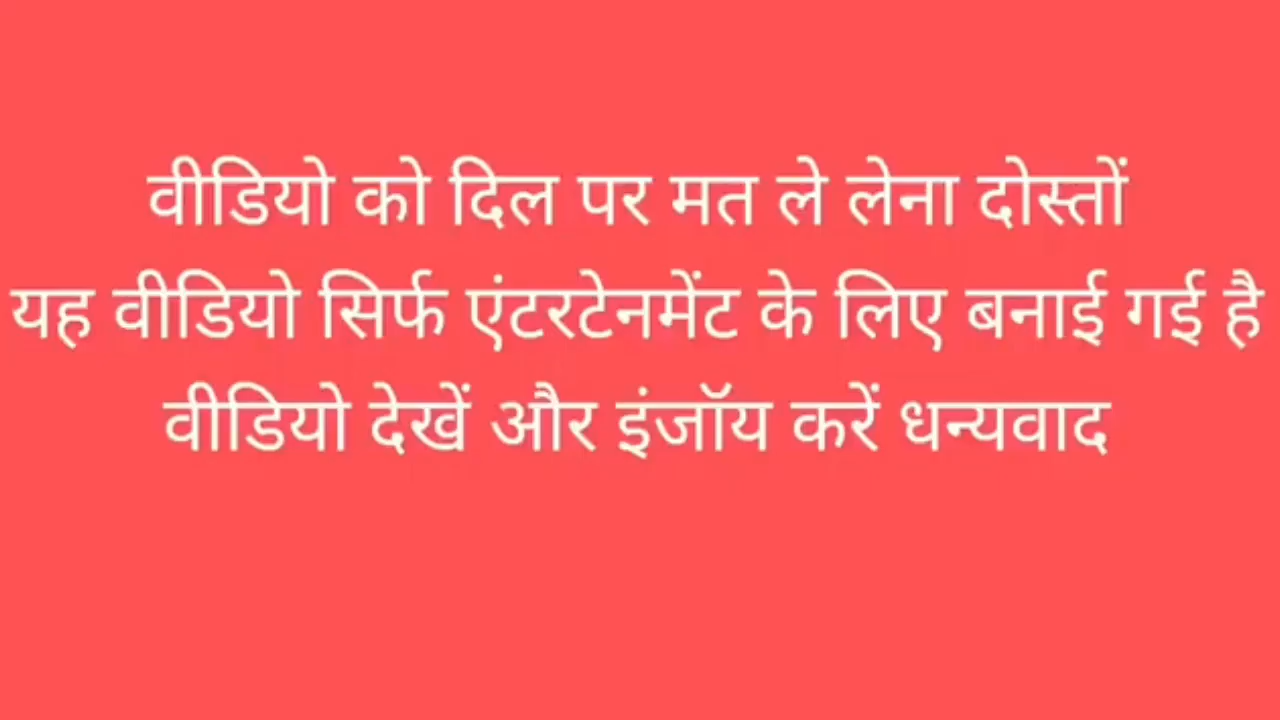 वीडियो को दिल पर मत ले लेना दोस्तों
यह वीडियो सिर्फ एंटरटेनमेंट के लिए बनाई गई है
वीडियो देखें और इंजॉय करें धन्यवाद